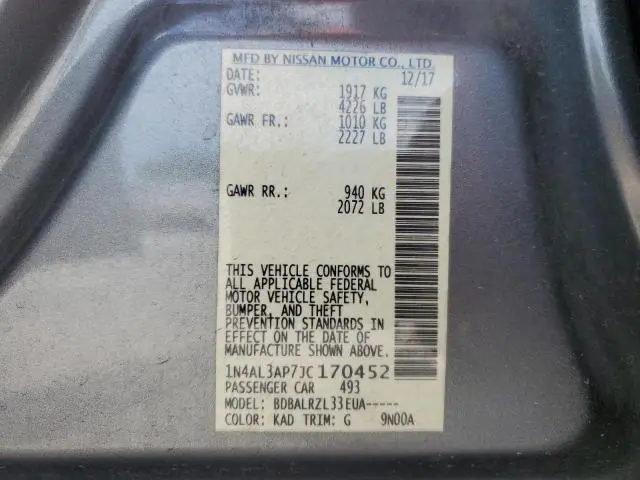 MFD BY NISSAN MOTOR CO., LTD
DATE: 12/17
GVWR: 1917 KG
4226 LB
GAWR FR.: 1010 KG
2227 LB
GAWR RR.: 940 KG
2072 LB
THIS VEHICLE CONFORMS TO
ALL APPLICABLE FEDERAL
MOTOR VEHICLE SAFETY,
BUMPER, AND THEFT
PREVENTION STANDARDS IN
EFFECT ON THE DATE OF
MANUFACTURE SHOWN ABOVE.
1N4AL3AP7JC170452
PASSENGER CAR 493
MODEL: BDBALRZL33EUA-----
COLOR: KAD TRIM: G 9N00A